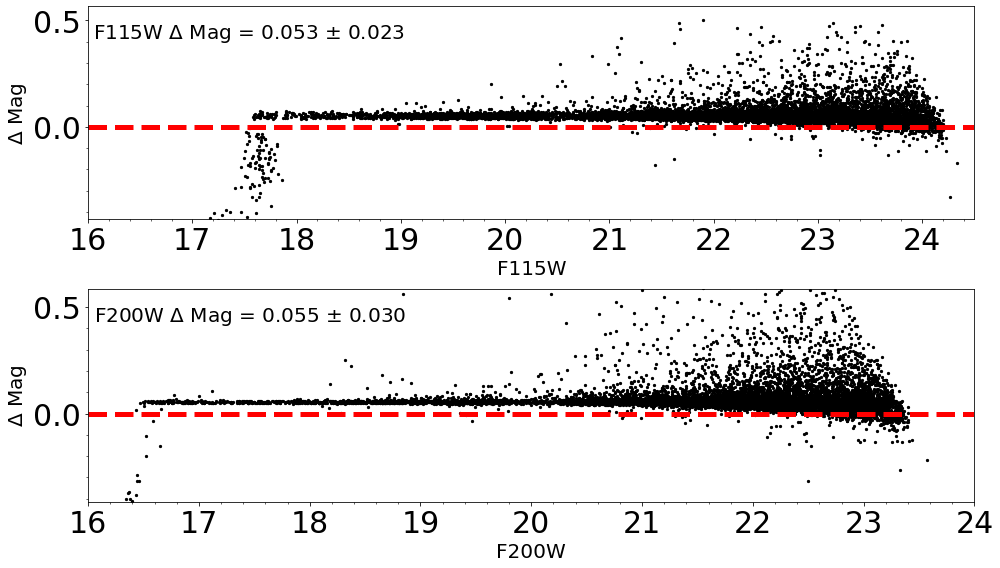 F115W Δ Mag = 0.053 ± 0.023
0.5
0.0
Δ Mag
16 17 18 19 20 21 22 23 24
F115W
F200W Δ Mag = 0.055 ± 0.030
0.5
0.0
Δ Mag
16 17 18 19 20 21 22 23 24
F200W